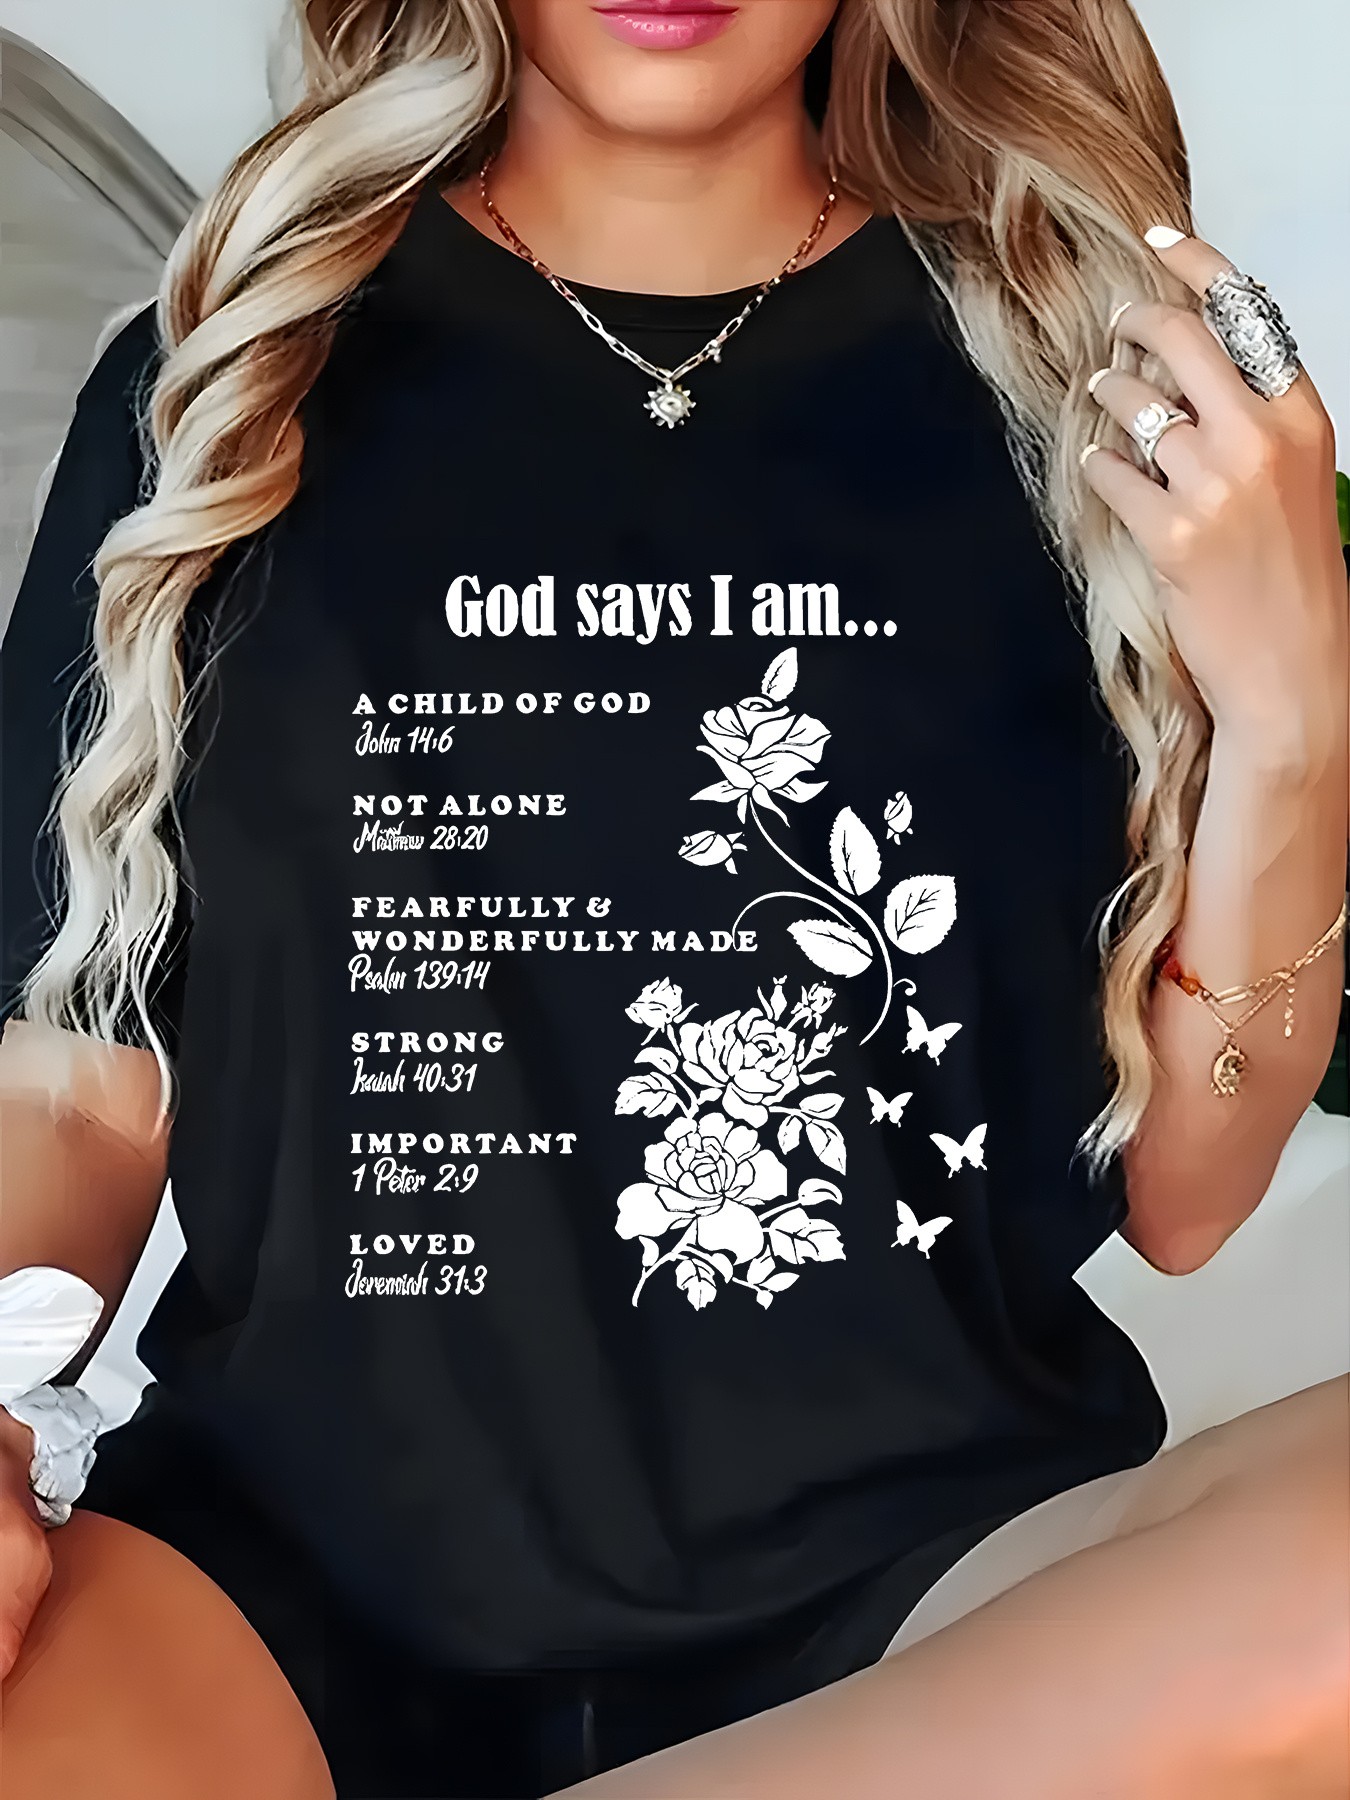 God says I am...
A CHILD OF GOD
John 14:6
NOT ALONE
Matthew 28:20
FEARFULLY &
WONDERFULLY MADE
Psalm 139:14
STRONG
Isaiah 40:31
IMPORTANT
1 Peter 2:9
LOVED
Jeremiah 31:3